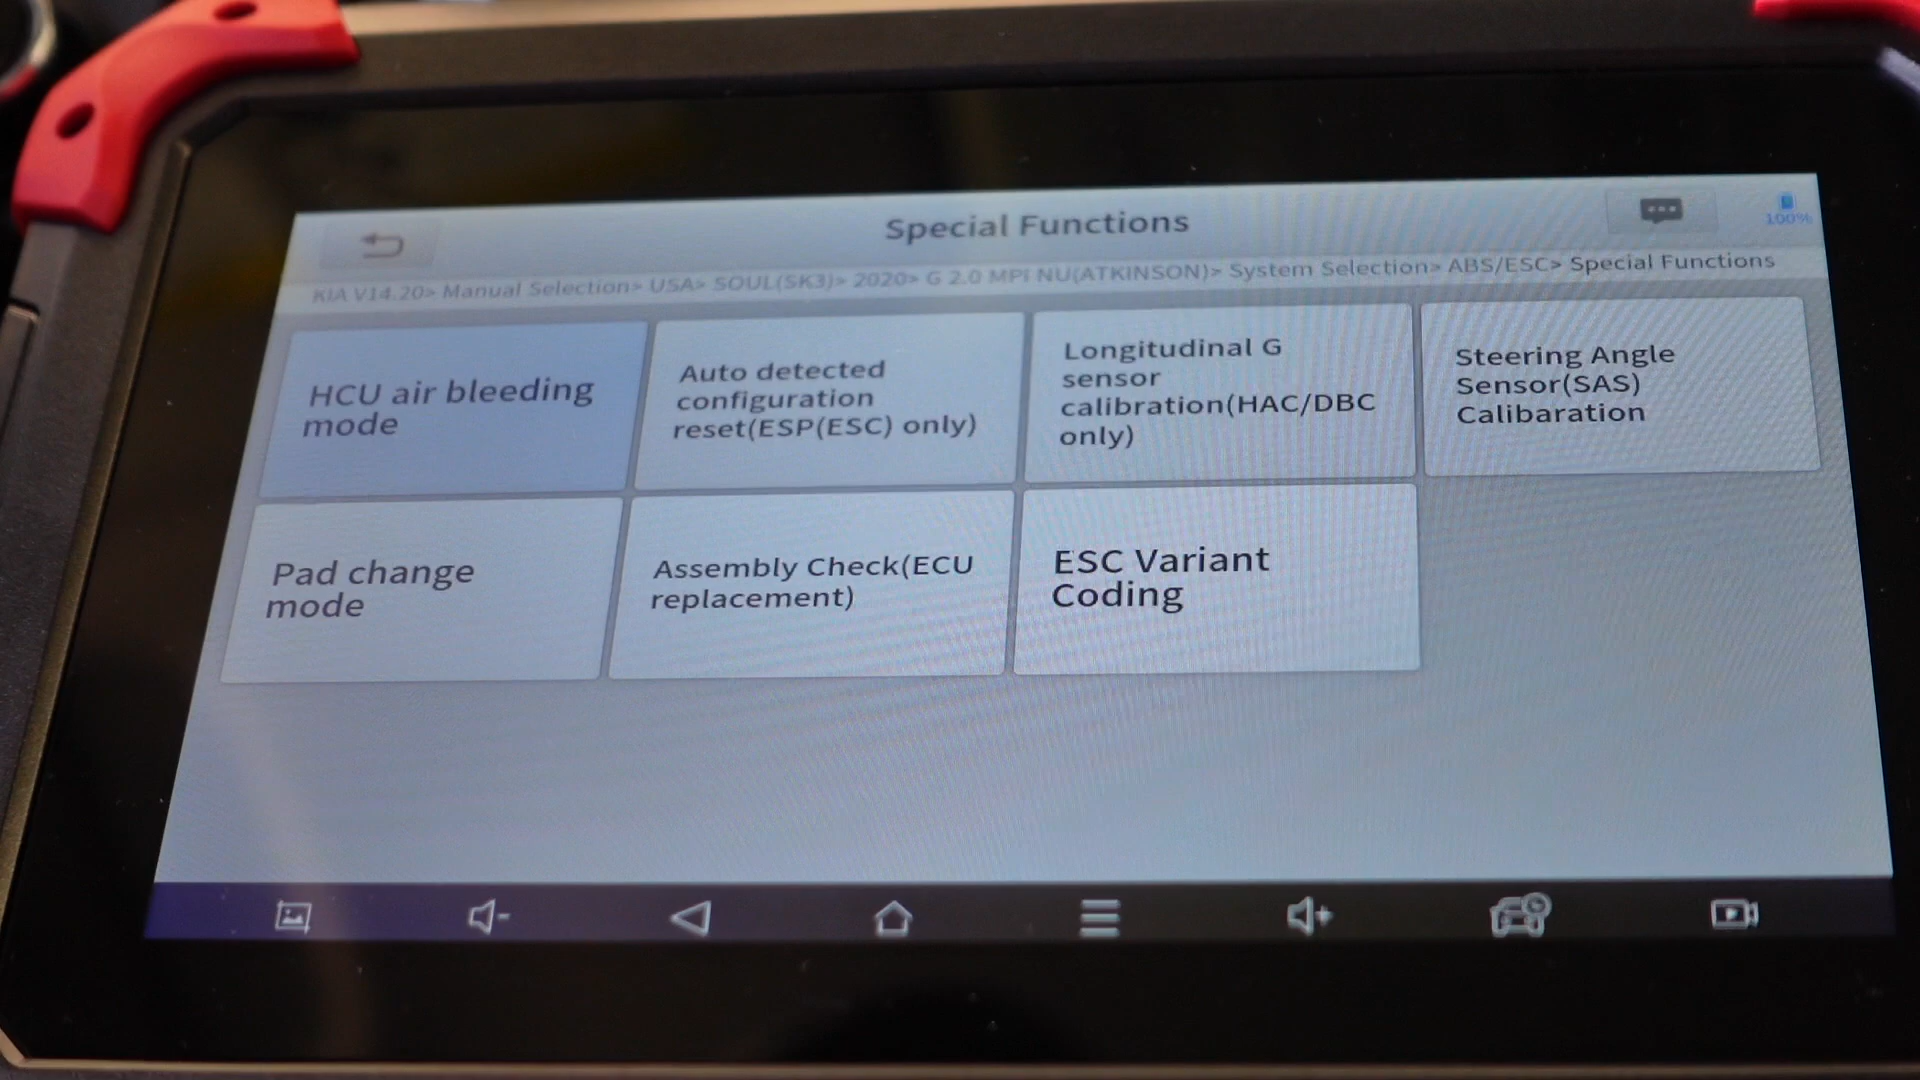 Special Functions
100%
KIA V14.20> Manual Selection> USA> SOUL(SK3)> 2020> G 2.0 MPI NU(ATKINSON)> System Selection> ABS/ESC> Special Functions
HCU air bleeding
mode
Auto detected
configuration
reset(ESP(ESC) only)
Longitudinal G
sensor
calibration(HAC/DBC
only)
Steering Angle
Sensor(SAS)
Calibaration
Pad change
mode
Assembly Check(ECU
replacement)
ESC Variant
Coding